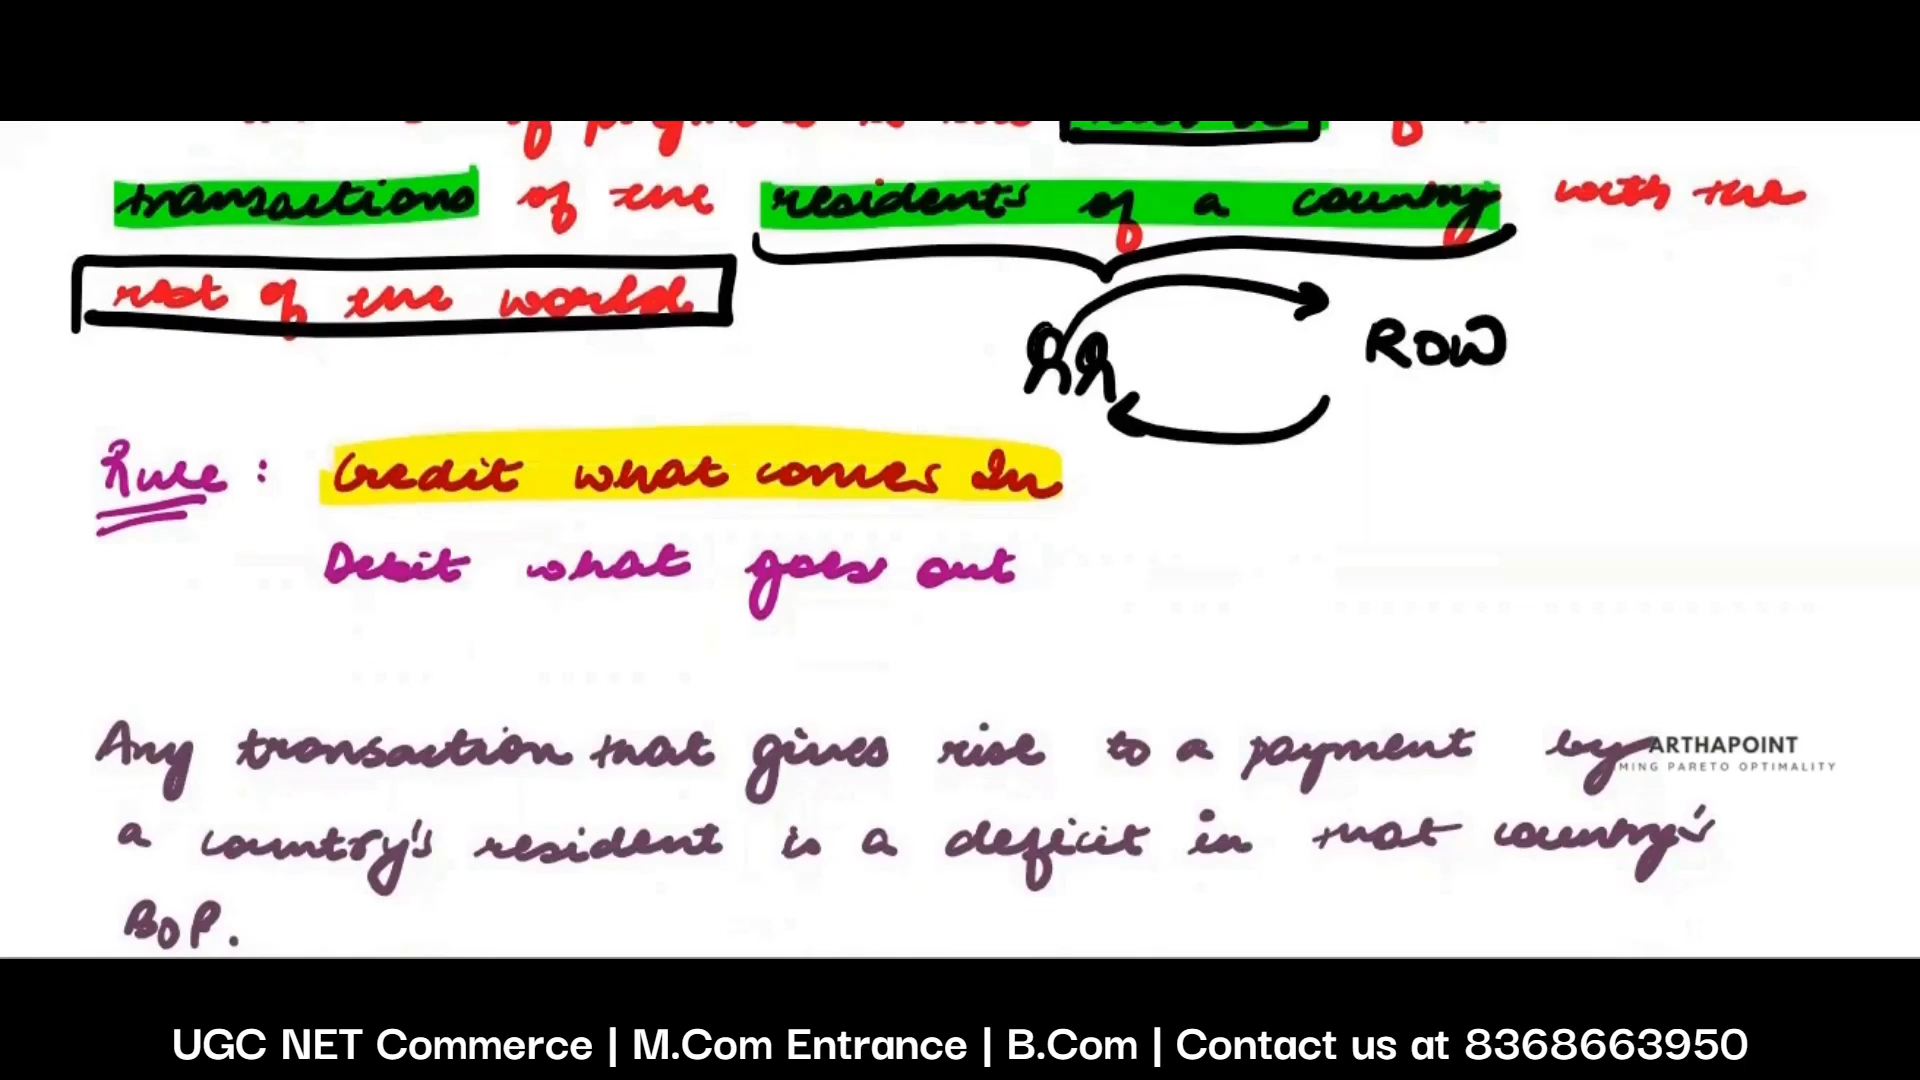 transactions of the residents of a country with the
rest of the world
RR ROW
Rule : Credit what comes In
Debit what goes out
Any transaction that gives rise to a payment by
ARTHAPOINT
MING PARETO OPTIMALITY
a country's resident is a deficit in that country's
BOP.
UGC NET Commerce | M.Com Entrance | B.Com | Contact us at 8368663950